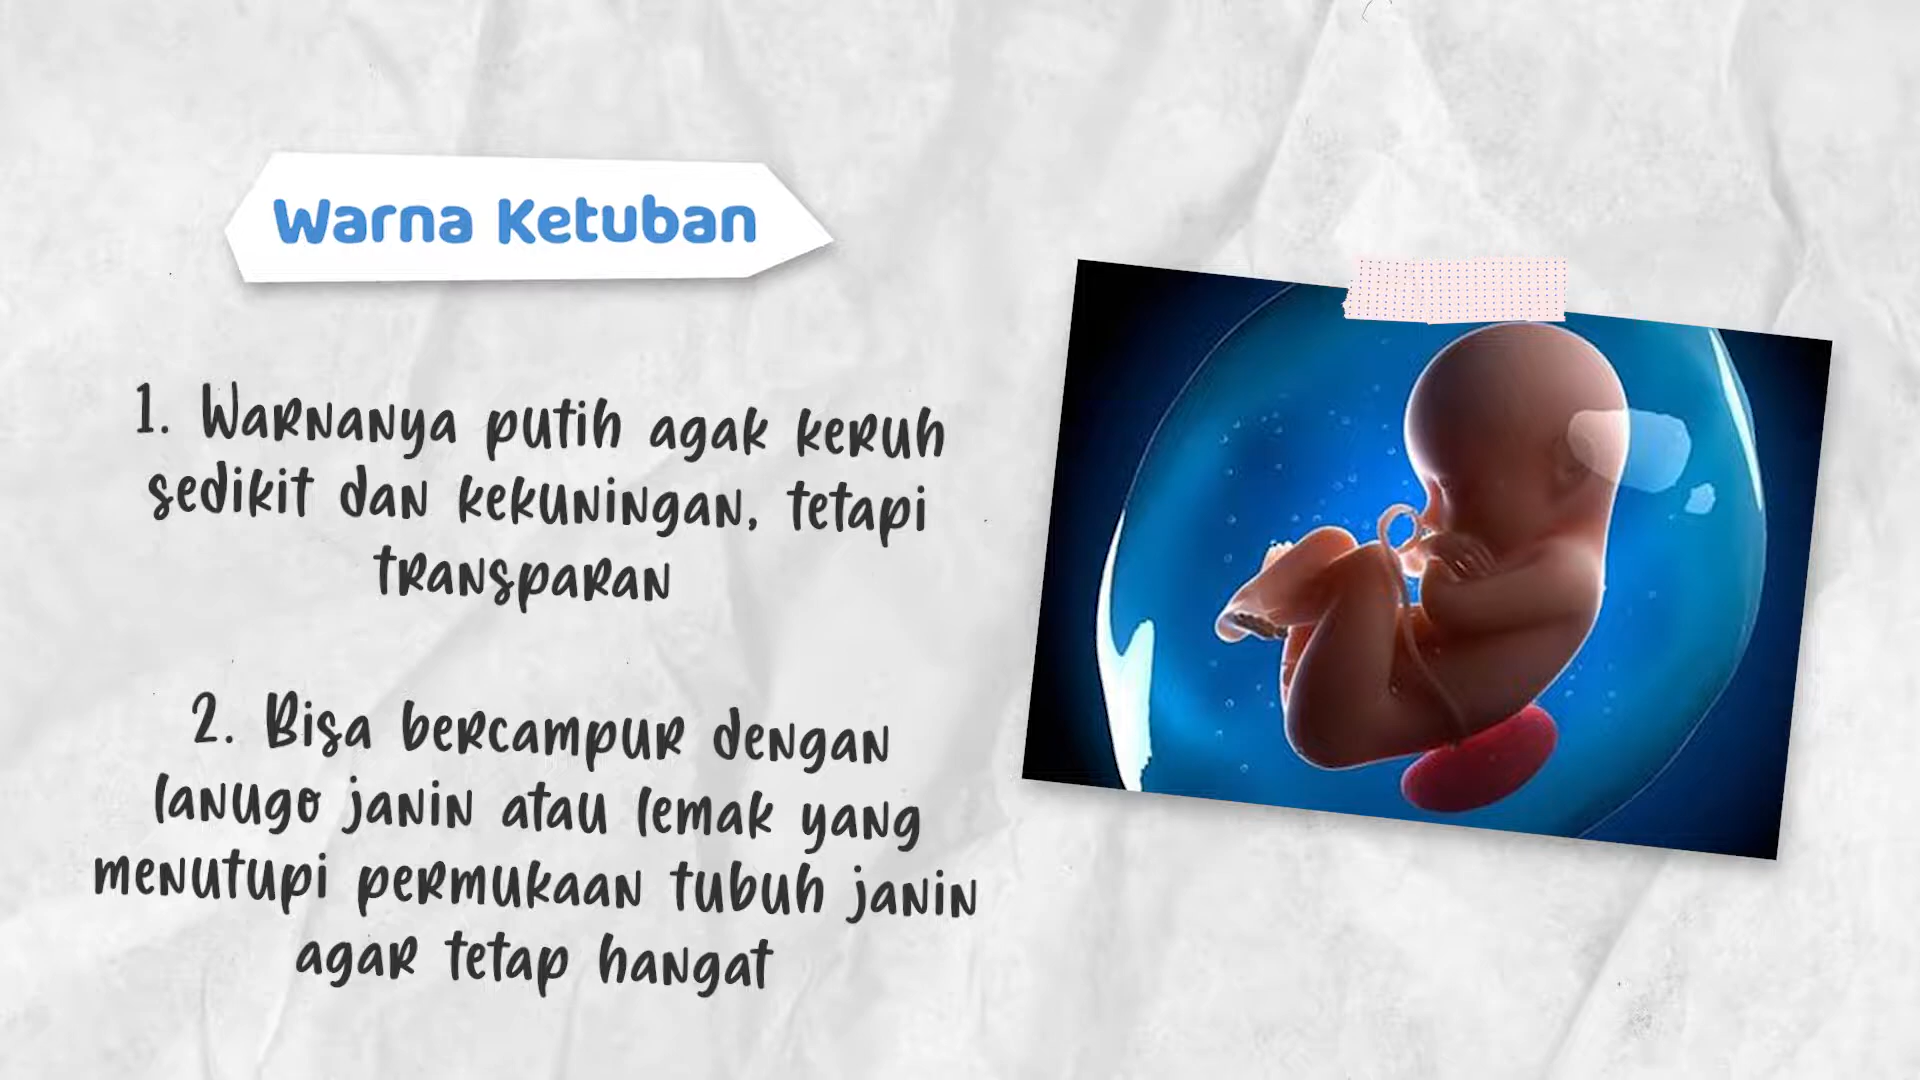 Warna Ketuban
1. Warnanya putih agak keruh
sedikit dan kekuningan, tetapi
transparan
2. Bisa bercampur dengan
lanugo janin atau lemak yang
menutupi permukaan tubuh janin
agar tetap hangat